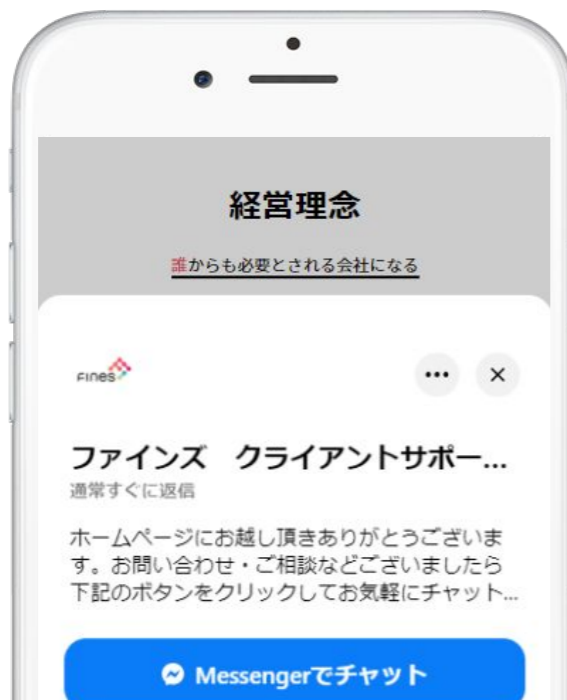 経営理念
誰からも必要とされる会社になる
FINES
ファインズ　クライアントサポー...
通常すぐに返信
ホームページにお越し頂きありがとうございま
す。お問い合わせ・ご相談などございましたら
下記のボタンをクリックしてお気軽にチャット...
Messengerでチャット